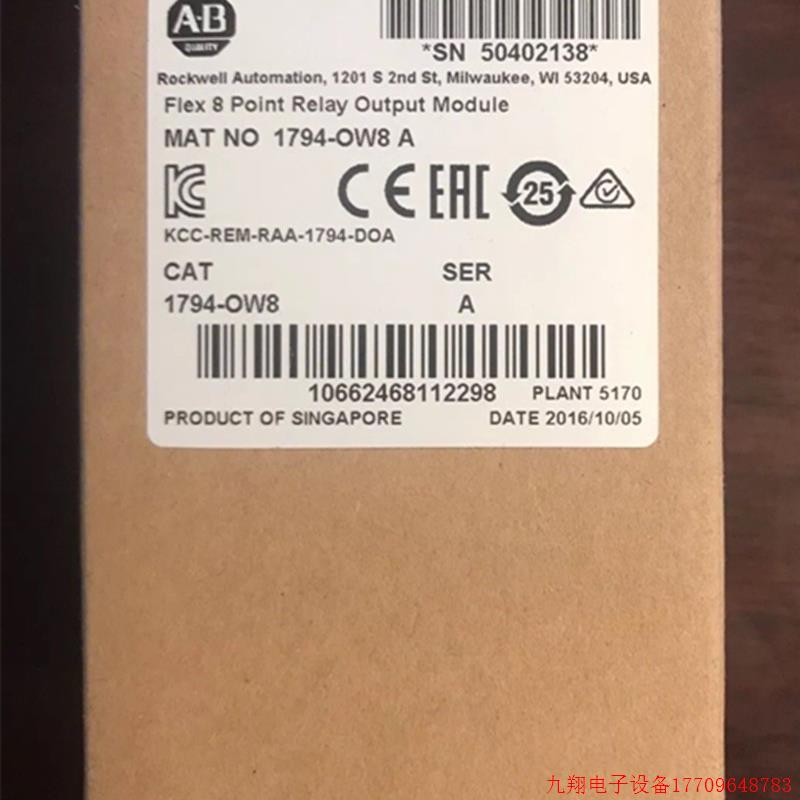 A-B
QUALITY
*SN 50402138*
Rockwell Automation, 1201 S 2nd St, Milwaukee, WI 53204, USA
Flex 8 Point Relay Output Module
MAT NO 1794-OW8 A
KC CE EAC 25
KCC-REM-RAA-1794-DOA
CAT SER
1794-OW8 A
10662468112298 PLANT 5170
PRODUCT OF SINGAPORE DATE 2016/10/05
九翔电子设备17709648783